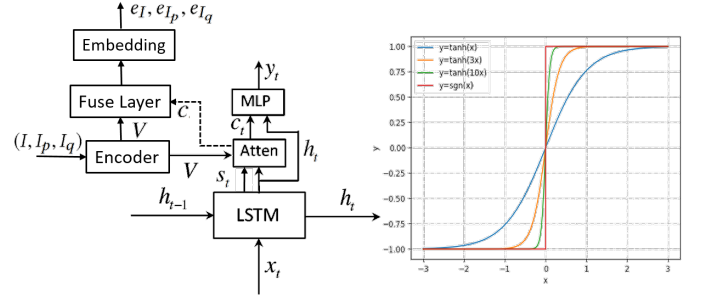 e_I, e_{I_p}, e_{I_q}
Embedding
Fuse Layer
c
V
(I, I_p, I_q)
Encoder
V
y_t
MLP
c_t
h_t
Atten
s_t
h_{t-1}
LSTM
h_t
x_t
y=tanh(x)
y=tanh(3x)
y=tanh(10x)
y=sgn(x)
1.00
0.75
0.50
0.25
0.00
−0.25
−0.50
−0.75
−1.00
y
−3
−2
−1
0
1
2
3
x